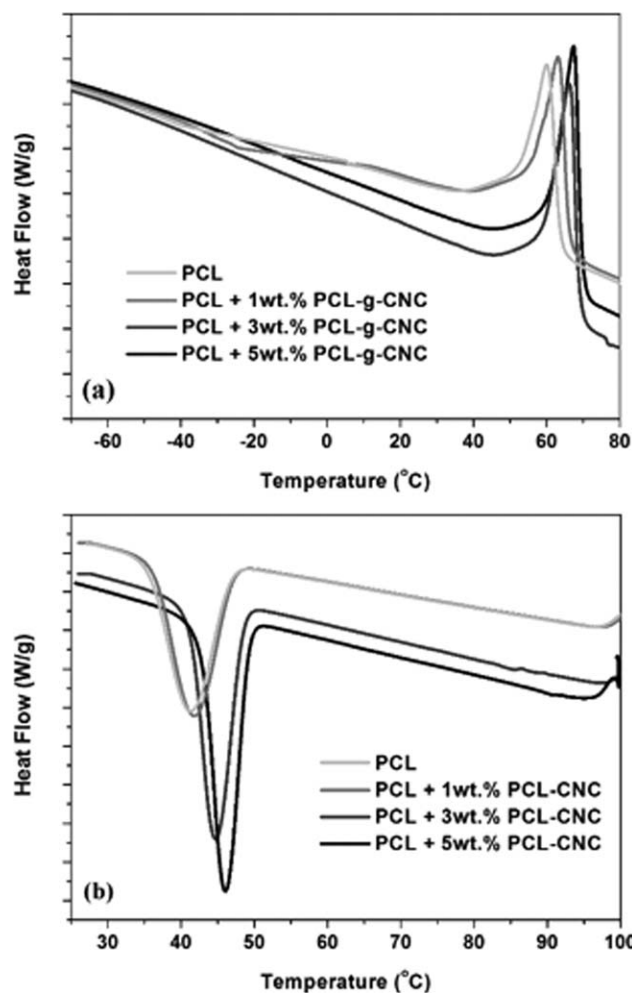 Heat Flow (W/g)
PCL
PCL + 1wt.% PCL-g-CNC
PCL + 3wt.% PCL-g-CNC
PCL + 5wt.% PCL-g-CNC
(a)
-60 -40 -20 0 20 40 60 80
Temperature (°C)
Heat Flow (W/g)
PCL
PCL + 1wt.% PCL-CNC
PCL + 3wt.% PCL-CNC
PCL + 5wt.% PCL-CNC
(b)
30 40 50 60 70 80 90 100
Temperature (°C)